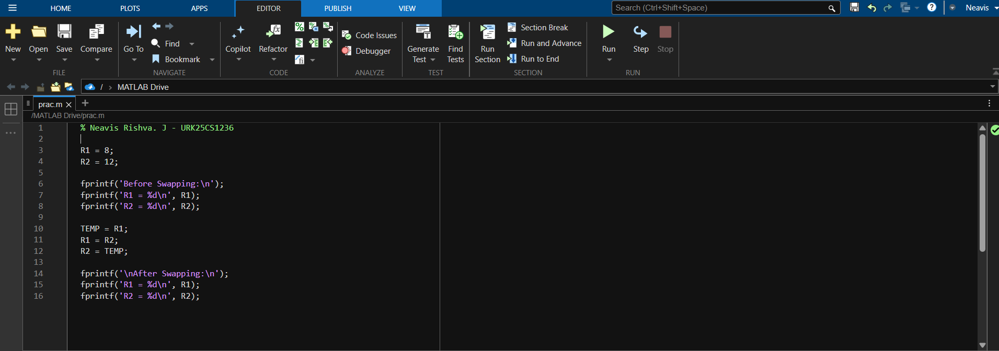 HOME PLOTS APPS EDITOR PUBLISH VIEW Search (Ctrl+Shift+Space) Neavis
New Open Save Compare Go To Find Bookmark Copilot Refactor Code Issues Debugger Generate Test Find Tests Run Section Section Break Run and Advance Run to End Run Step Stop
FILE NAVIGATE CODE ANALYZE TEST SECTION RUN
/ › MATLAB Drive
prac.m
/MATLAB Drive/prac.m
1 % Neavis Rishva. J - URK25CS1236
2
3 R1 = 8;
4 R2 = 12;
5
6 fprintf('Before Swapping:\n');
7 fprintf('R1 = %d\n', R1);
8 fprintf('R2 = %d\n', R2);
9
10 TEMP = R1;
11 R1 = R2;
12 R2 = TEMP;
13
14 fprintf('\nAfter Swapping:\n');
15 fprintf('R1 = %d\n', R1);
16 fprintf('R2 = %d\n', R2);